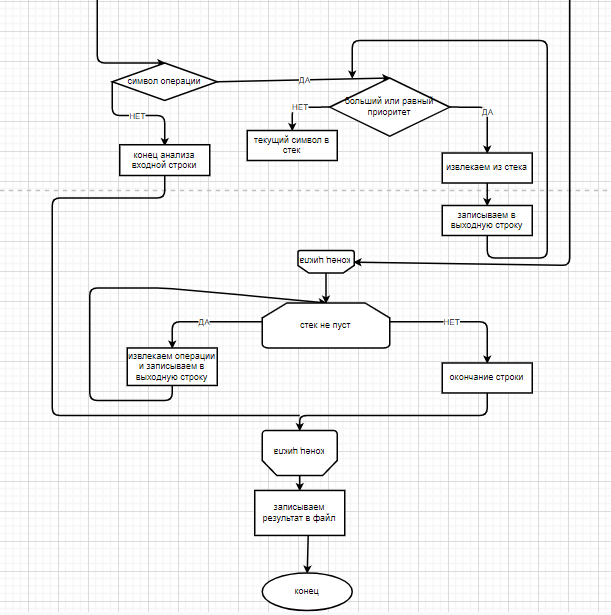 символ операции
ДА
НЕТ
больший или равный
приоритет
НЕТ
ДА
текущий символ в
стек
конец анализа
входной строки
извлекаем из стека
записываем в
выходную строку
конец цикла
стек не пуст
ДА
НЕТ
извлекаем операции
и записываем в
выходную строку
окончание строки
конец цикла
записываем
результат в файл
конец